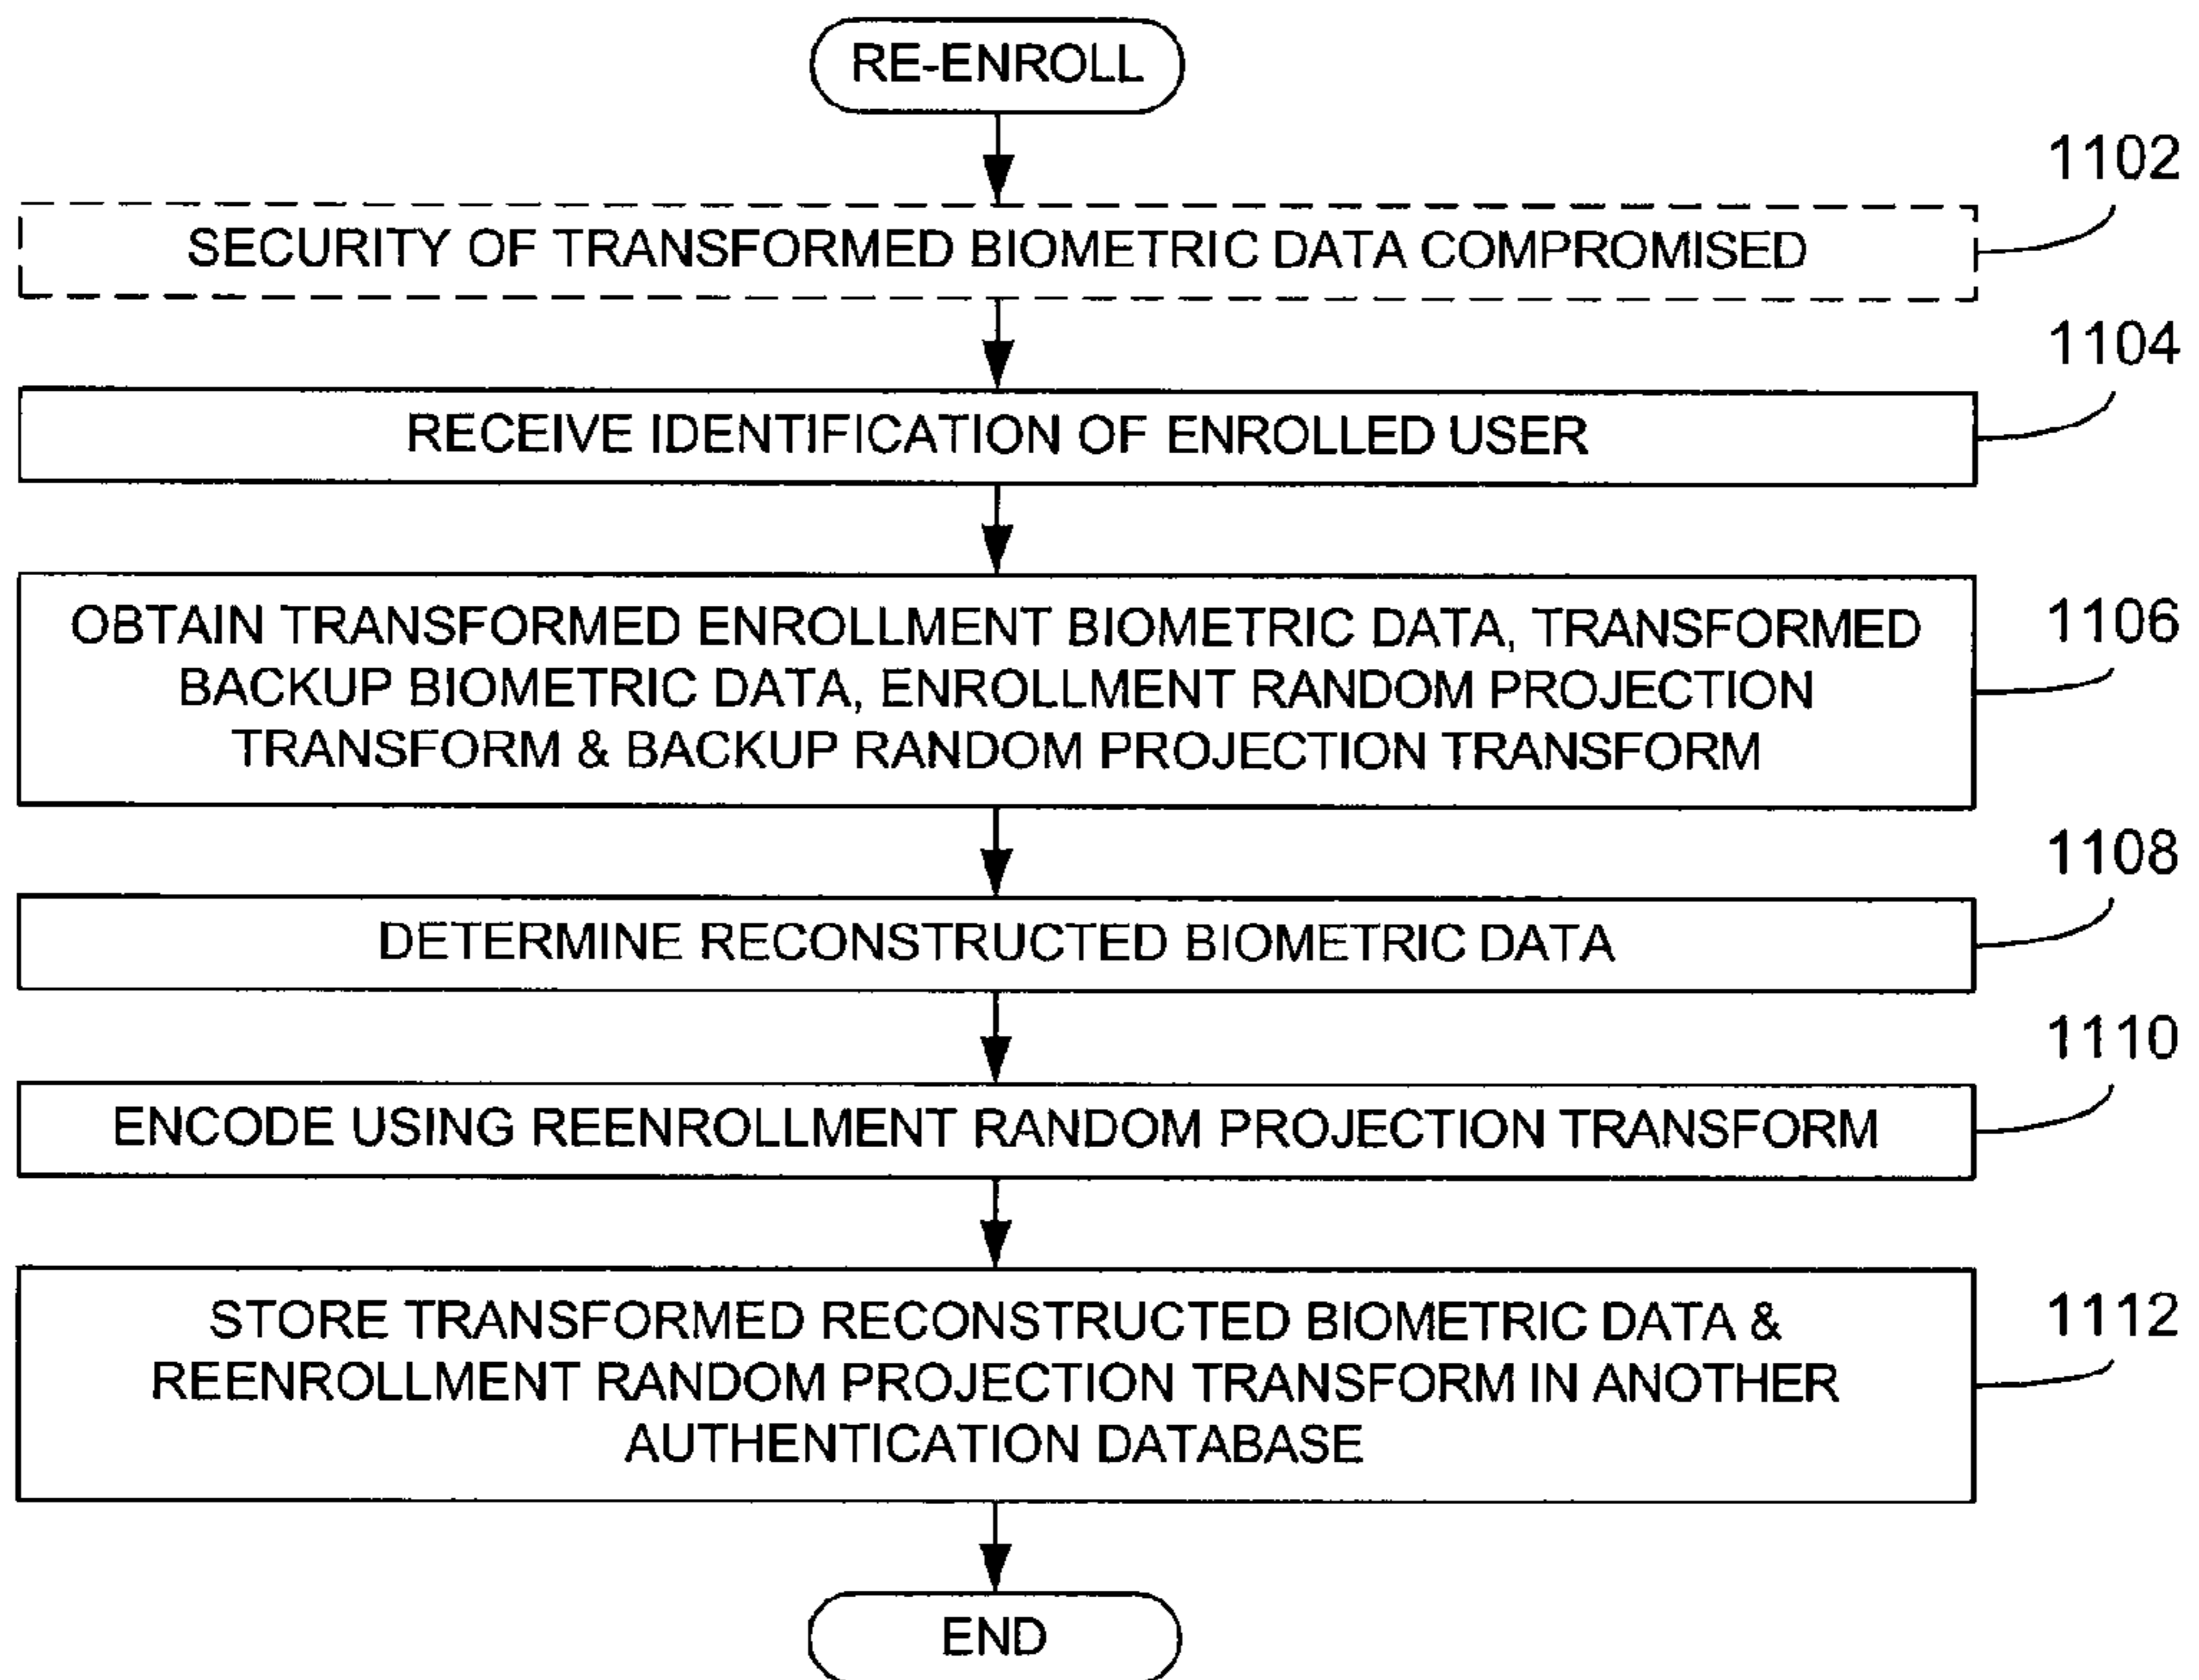 RE-ENROLL
1102
SECURITY OF TRANSFORMED BIOMETRIC DATA COMPROMISED
1104
RECEIVE IDENTIFICATION OF ENROLLED USER
OBTAIN TRANSFORMED ENROLLMENT BIOMETRIC DATA, TRANSFORMED
BACKUP BIOMETRIC DATA, ENROLLMENT RANDOM PROJECTION
TRANSFORM & BACKUP RANDOM PROJECTION TRANSFORM
1106
1108
DETERMINE RECONSTRUCTED BIOMETRIC DATA
1110
ENCODE USING REENROLLMENT RANDOM PROJECTION TRANSFORM
STORE TRANSFORMED RECONSTRUCTED BIOMETRIC DATA &
REENROLLMENT RANDOM PROJECTION TRANSFORM IN ANOTHER
AUTHENTICATION DATABASE
1112
END